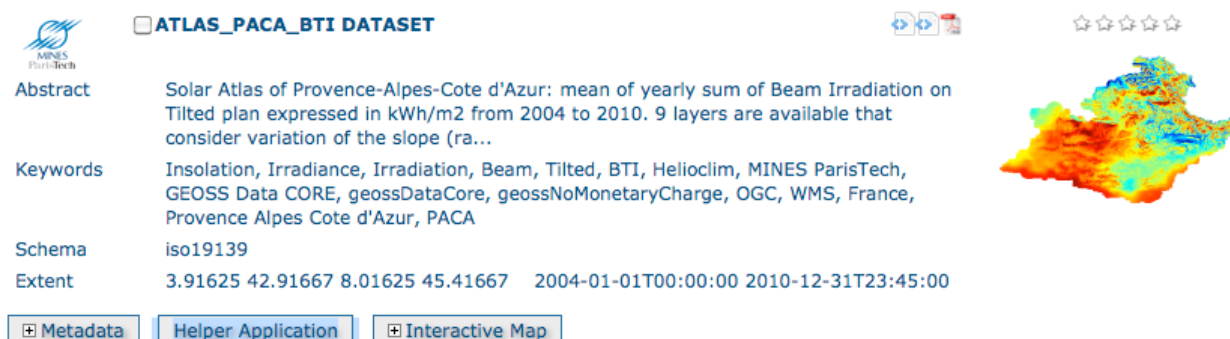 ATLAS_PACA_BTI DATASET
MINES
ParisTech
Abstract Solar Atlas of Provence-Alpes-Cote d'Azur: mean of yearly sum of Beam Irradiation on
Tilted plan expressed in kWh/m2 from 2004 to 2010. 9 layers are available that
consider variation of the slope (ra...
Keywords Insolation, Irradiance, Irradiation, Beam, Tilted, BTI, Helioclim, MINES ParisTech,
GEOSS Data CORE, geossDataCore, geossNoMonetaryCharge, OGC, WMS, France,
Provence Alpes Cote d'Azur, PACA
Schema iso19139
Extent 3.91625 42.91667 8.01625 45.41667 2004-01-01T00:00:00 2010-12-31T23:45:00
Metadata Helper Application Interactive Map